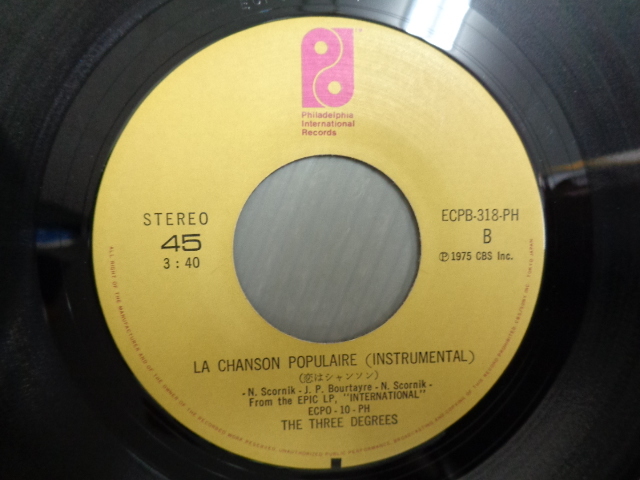 Philadelphia
International
Records
STEREO
45
3:40
ECPB-318-PH
B
Ⓟ1975 CBS Inc.
LA CHANSON POPULAIRE (INSTRUMENTAL)
(恋はシャンソン)
-N. Scornik - J. P. Bourtayre - N. Scornik-
From the EPIC LP, "INTERNATIONAL"
ECPO-10-PH
THE THREE DEGREES